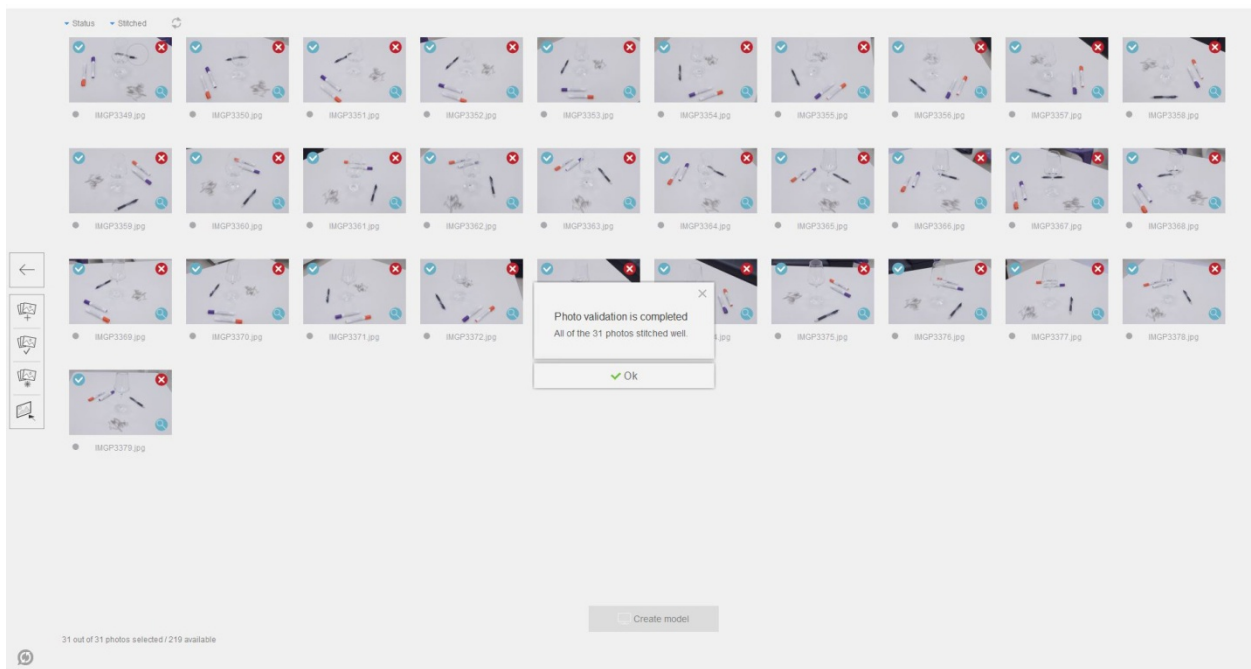 Status Stitched
IMGP3349.jpg IMGP3350.jpg IMGP3351.jpg IMGP3352.jpg IMGP3353.jpg IMGP3354.jpg IMGP3355.jpg IMGP3356.jpg IMGP3357.jpg IMGP3358.jpg
IMGP3359.jpg IMGP3360.jpg IMGP3361.jpg IMGP3362.jpg IMGP3363.jpg IMGP3364.jpg IMGP3365.jpg IMGP3366.jpg IMGP3367.jpg IMGP3368.jpg
IMGP3369.jpg IMGP3370.jpg IMGP3371.jpg IMGP3372.jpg 4.jpg IMGP3375.jpg IMGP3376.jpg IMGP3377.jpg IMGP3378.jpg
Photo validation is completed
All of the 31 photos stitched well.
Ok
IMGP3379.jpg
Create model
31 out of 31 photos selected / 219 available